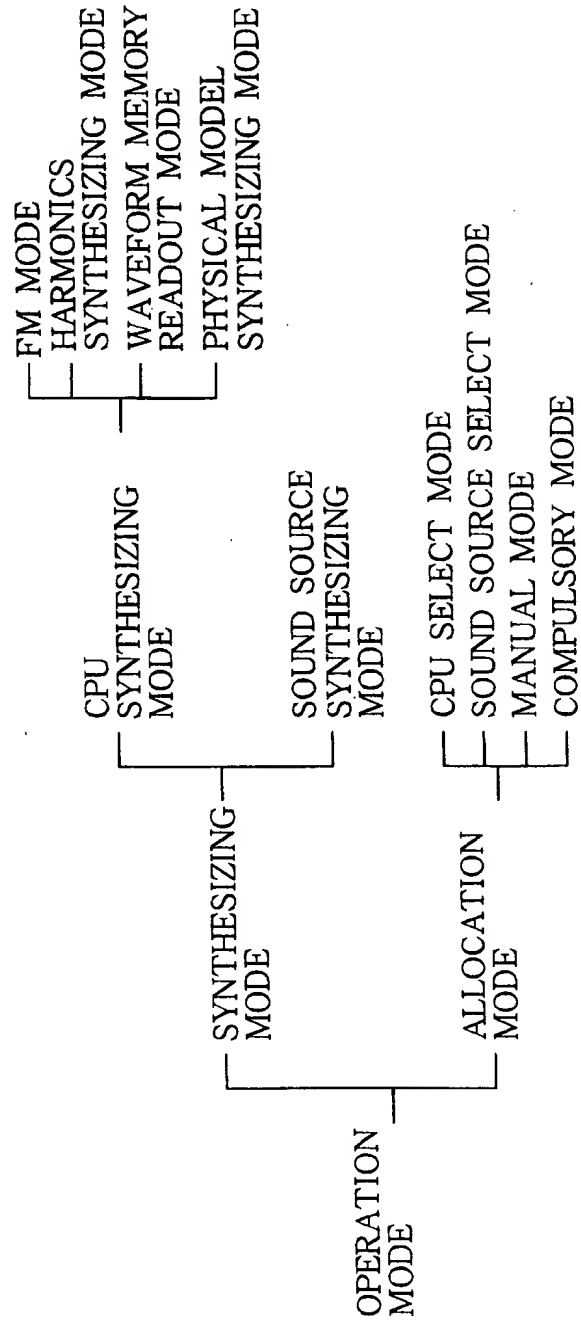 OPERATION
MODE
SYNTHESIZING
MODE
ALLOCATION
MODE
CPU
SYNTHESIZING
MODE
SOUND SOURCE
SYNTHESIZING
MODE
CPU SELECT MODE
SOUND SOURCE SELECT MODE
MANUAL MODE
COMPULSORY MODE
FM MODE
HARMONICS
SYNTHESIZING MODE
WAVEFORM MEMORY
READOUT MODE
PHYSICAL MODEL
SYNTHESIZING MODE